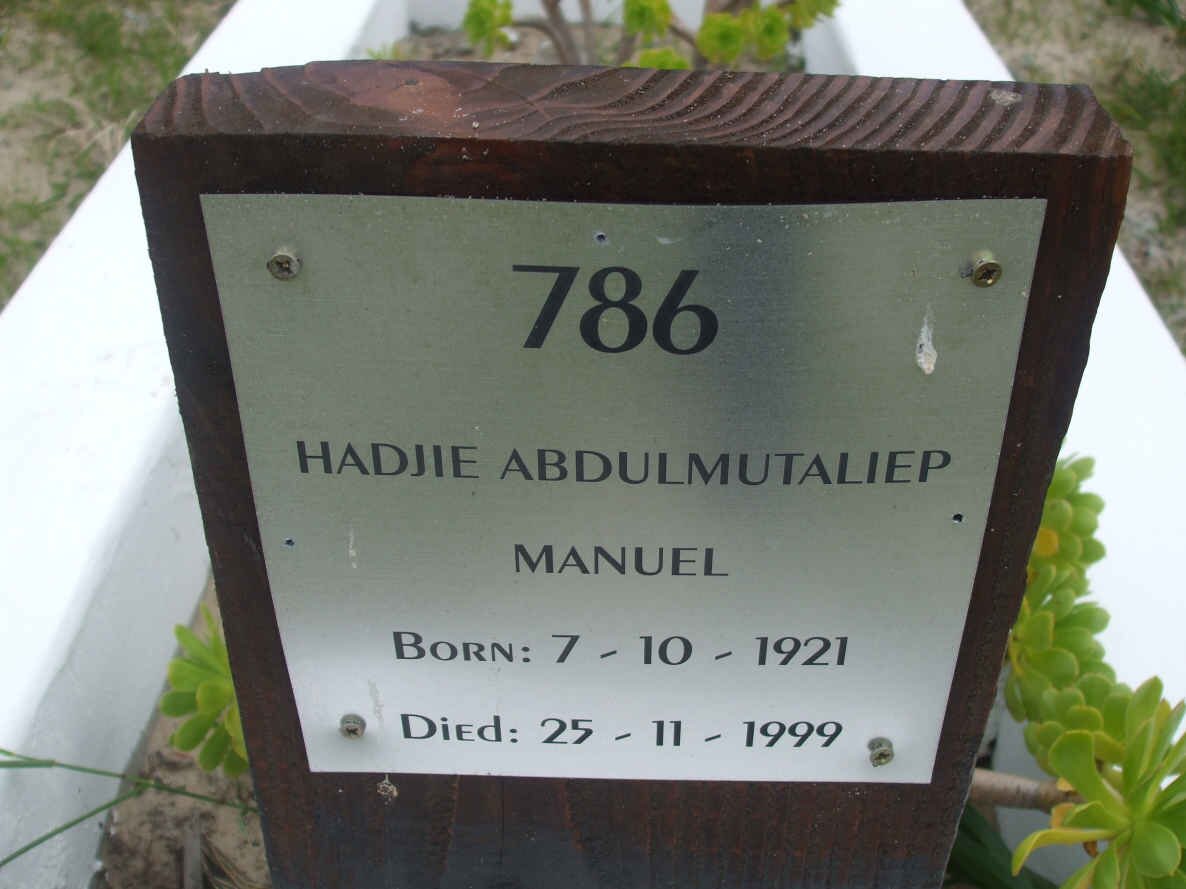 786
HADJIE ABDULMUTALIEP
MANUEL
BORN: 7 - 10 - 1921
DIED: 25 - 11 - 1999